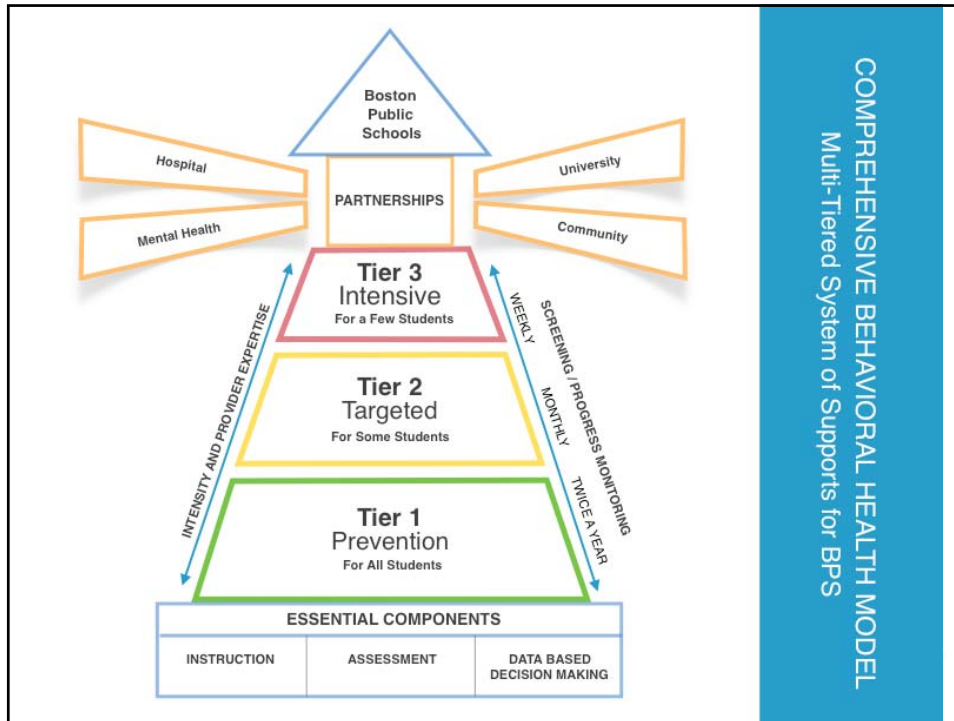 Boston
Public
Schools
Hospital
University
PARTNERSHIPS
Mental Health
Community
Tier 3
Intensive
For a Few Students
Tier 2
Targeted
For Some Students
Tier 1
Prevention
For All Students
INTENSITY AND PROVIDER EXPERTISE
WEEKLY
MONTHLY
TWICE A YEAR
SCREENING / PROGRESS MONITORING
ESSENTIAL COMPONENTS
INSTRUCTION
ASSESSMENT
DATA BASED
DECISION MAKING
COMPREHENSIVE BEHAVIORAL HEALTH MODEL
Multi-Tiered System of Supports for BPS